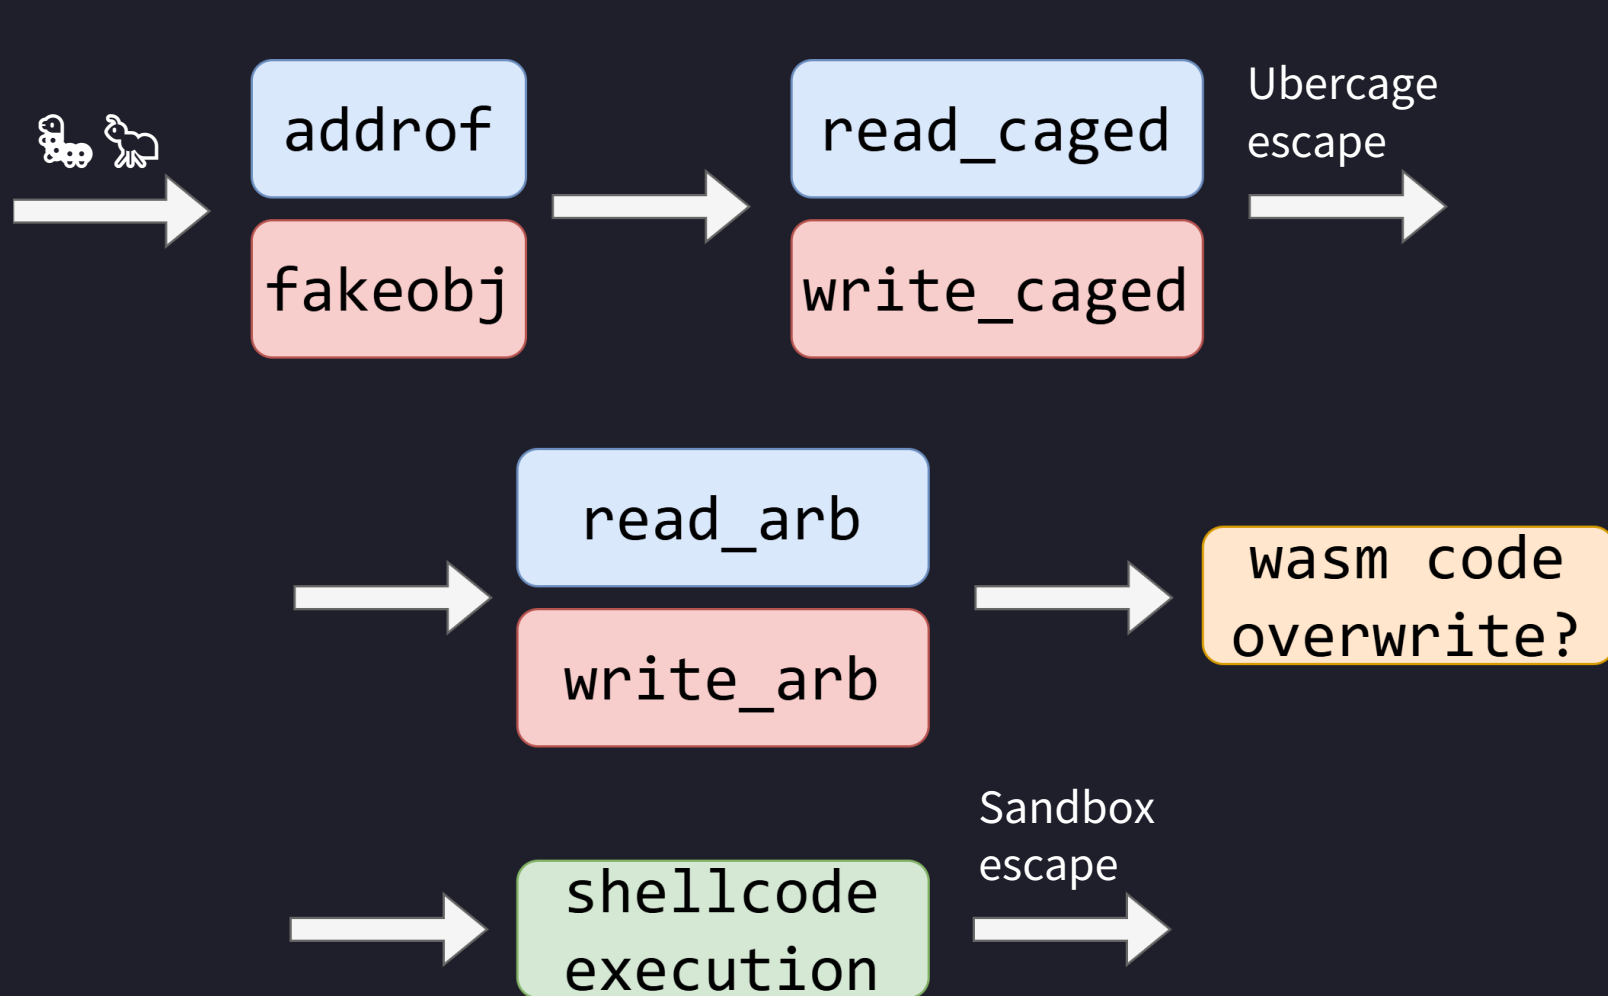 addrof
fakeobj
read_caged
write_caged
Ubercage
escape
read_arb
write_arb
wasm code
overwrite?
shellcode
execution
Sandbox
escape